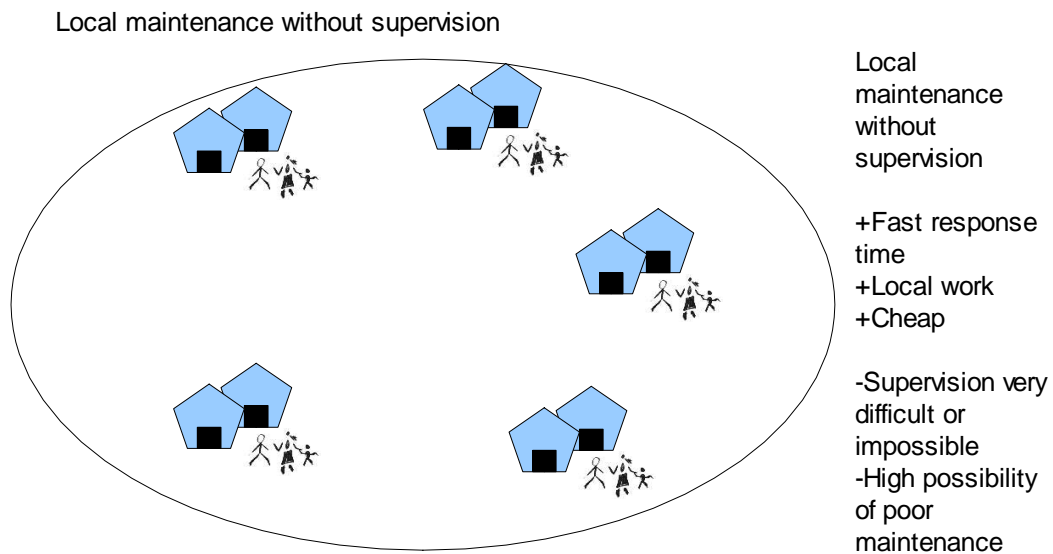 Local maintenance without supervision
Local
maintenance
without
supervision
+Fast response
time
+Local work
+Cheap
-Supervision very
difficult or
impossible
-High possibility
of poor
maintenance